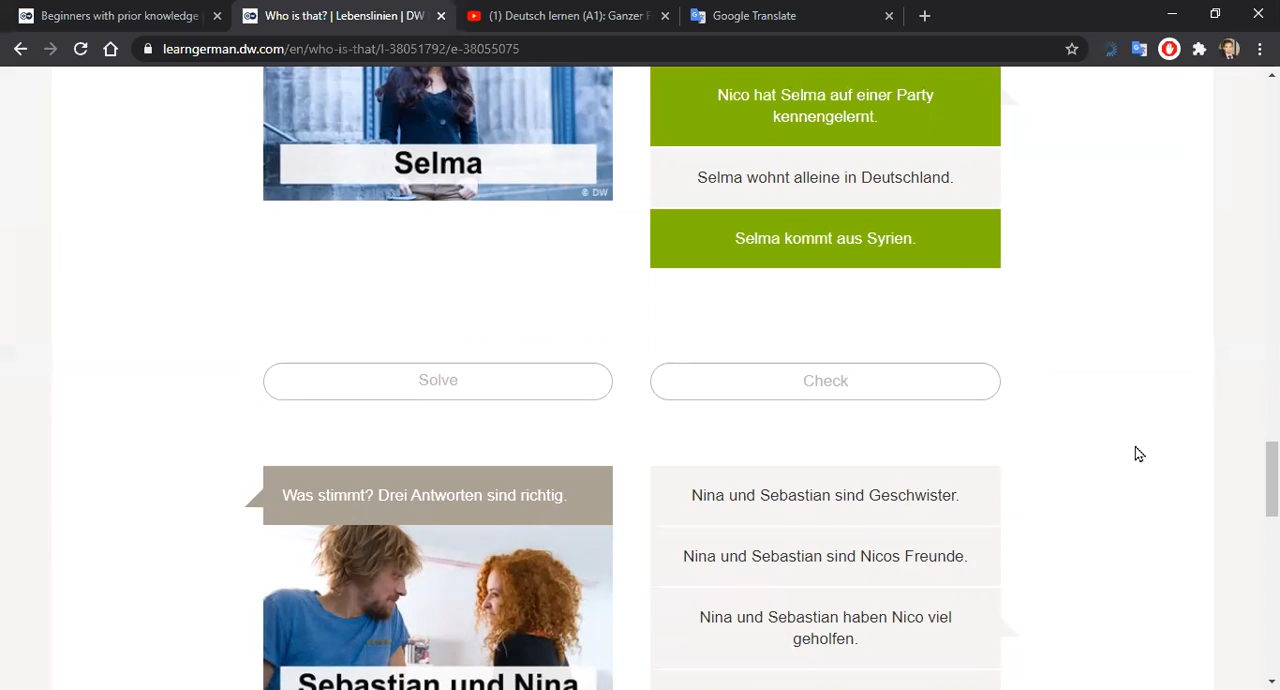 Beginners with prior knowledge
Who is that? | Lebenslinien | DW
(1) Deutsch lernen (A1): Ganzer F
Google Translate
learngerman.dw.com/en/who-is-that/l-38051792/e-38055075
Selma
© DW
Nico hat Selma auf einer Party
kennengelernt.
Selma wohnt alleine in Deutschland.
Selma kommt aus Syrien.
Solve
Check
Was stimmt? Drei Antworten sind richtig.
Sebastian und Nina
Nina und Sebastian sind Geschwister.
Nina und Sebastian sind Nicos Freunde.
Nina und Sebastian haben Nico viel
geholfen.